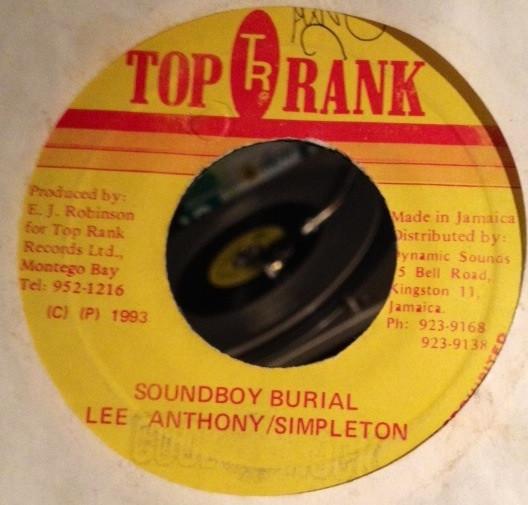 TOP TR RANK
Produced by:
E. J. Robinson
for Top Rank
Records Ltd.,
Montego Bay
Tel: 952-1216
(C) (P) 1993
Made in Jamaica
Distributed by:
Dynamic Sounds
5 Bell Road,
Kingston 11,
Jamaica.
Ph: 923-9168
923-9138
SOUNDBOY BURIAL
LEE ANTHONY/SIMPLETON